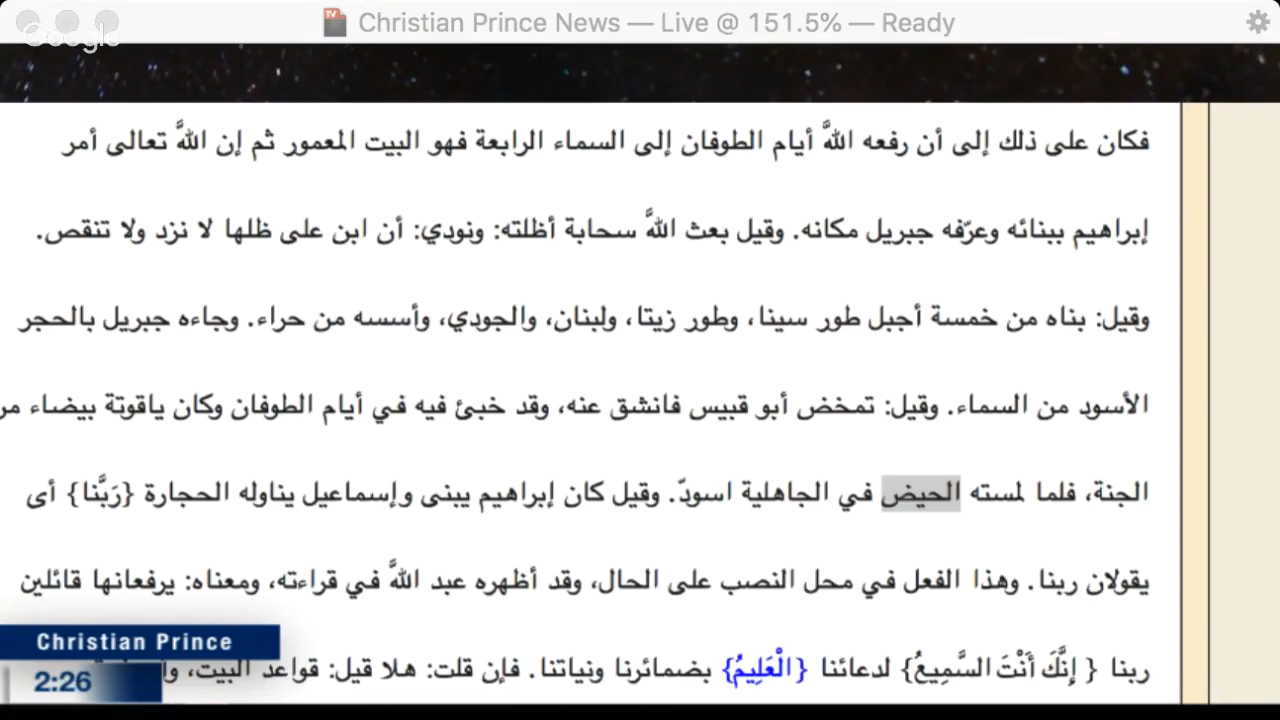 Christian Prince News — Live @ 151.5% — Ready
Google
فكان على ذلك إلى أن رفعه اللهَّ أيام الطوفان إلى السماء الرابعة فهو البيت المعمور ثم إن اللهَّ تعالى أمر
إبراهيم ببنائه وعرّفه جبريل مكانه. وقيل بعث اللهَّ سحابة أظلته: ونودي: أن ابن على ظلها لا نزد ولا تنقص.
وقيل: بناه من خمسة أجبل طور سينا، وطور زيتا، ولبنان، والجودي، وأسسه من حراء. وجاءه جبريل بالحجر
الأسود من السماء. وقيل: تمخض أبو قبيس فانشق عنه، وقد خبئ فيه في أيام الطوفان وكان ياقوتة بيضاء من
الجنة، فلما لمسته الحيض في الجاهلية اسودّ. وقيل كان إبراهيم يبنى وإسماعيل يناوله الحجارة {رَبَّنا} أى
يقولان ربنا. وهذا الفعل في محل النصب على الحال، وقد أظهره عبد اللهَّ في قراءته، ومعناه: يرفعانها قائلين
ربنا { إِنَّكَ أَنْتَ السَّمِيعُ} لدعائنا {الْعَلِيمُ} بضمائرنا ونياتنا. فإن قلت: هلا قيل: قواعد البيت،
Christian Prince
2:26